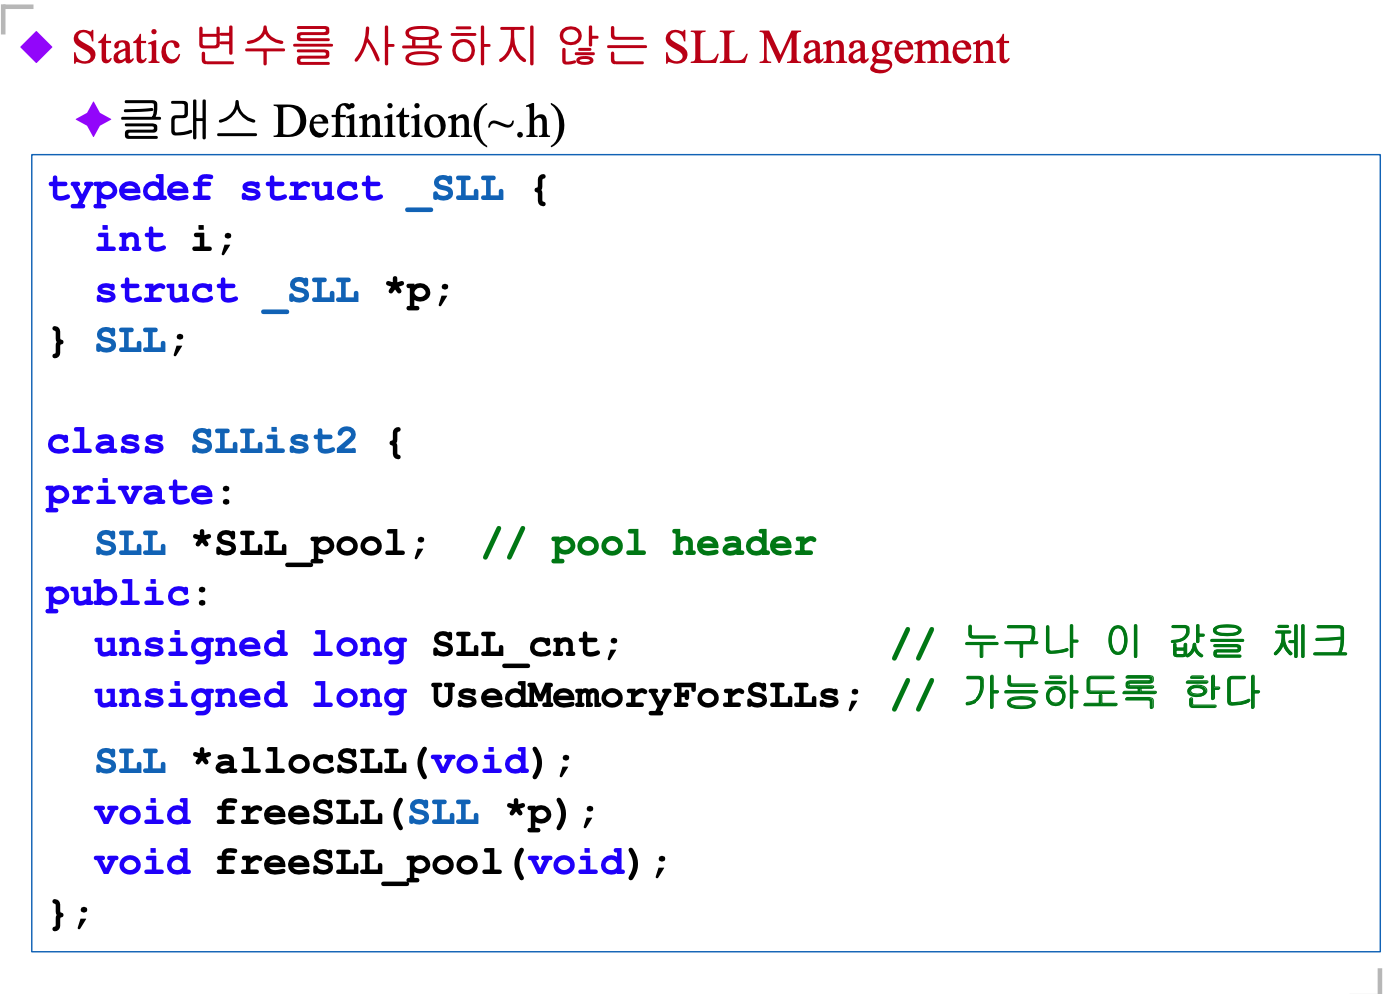 Static 변수를 사용하지 않는 SLL Management
클래스 Definition(~.h)
typedef struct _SLL {
  int i;
  struct _SLL *p;
} SLL;

class SLList2 {
private:
  SLL *SLL_pool;  // pool header
public:
  unsigned long SLL_cnt;           // 누구나 이 값을 체크
  unsigned long UsedMemoryForSLLs; // 가능하도록 한다
  SLL *allocSLL(void);
  void freeSLL(SLL *p);
  void freeSLL_pool(void);
};